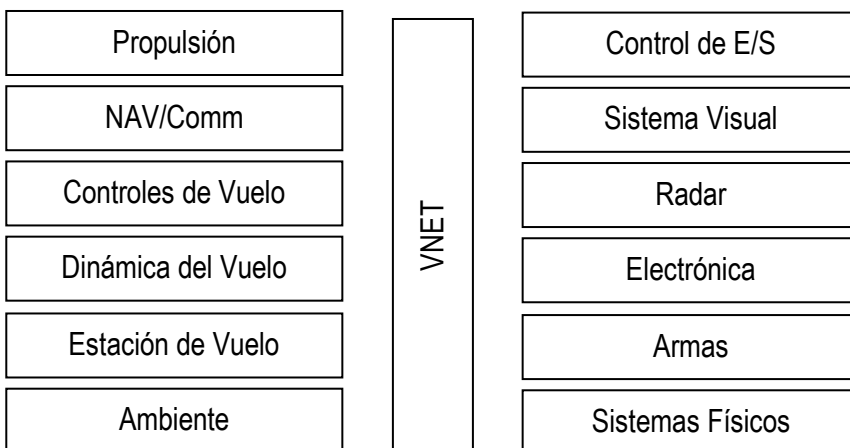 Propulsión
NAV/Comm
Controles de Vuelo
Dinámica del Vuelo
Estación de Vuelo
Ambiente
VNET
Control de E/S
Sistema Visual
Radar
Electrónica
Armas
Sistemas Físicos